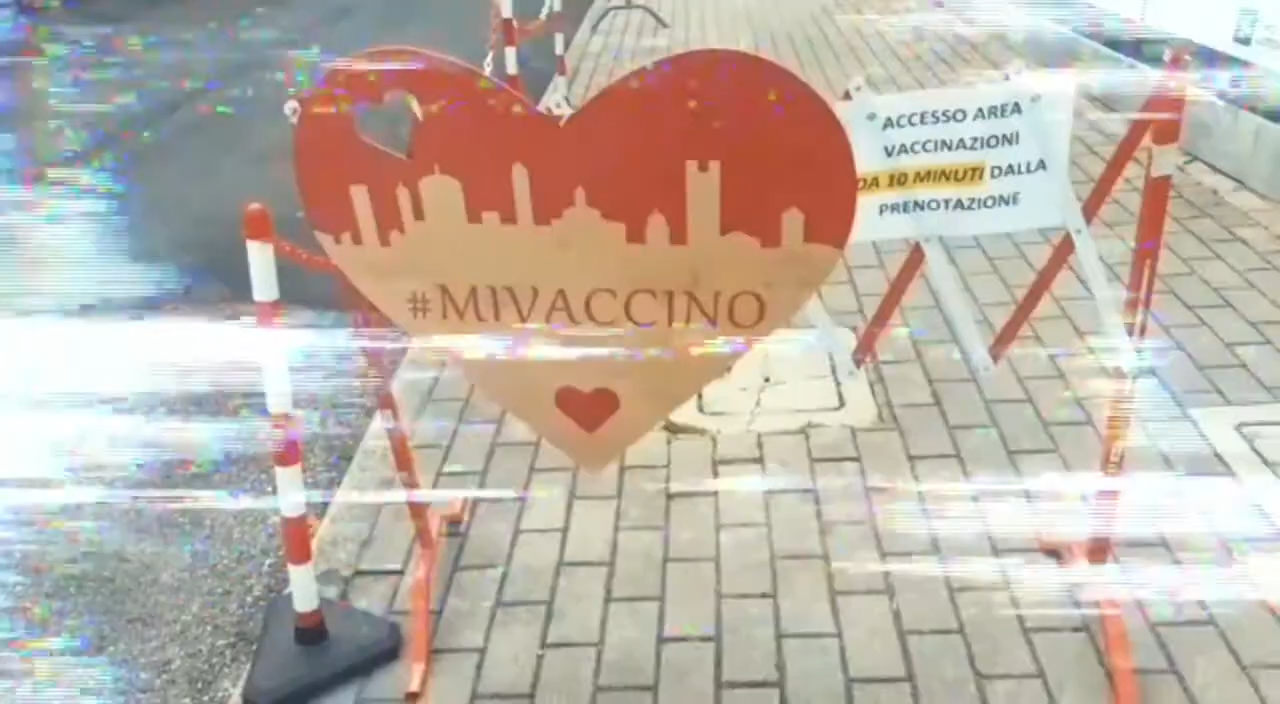 #MIVACCINO
ACCESSO AREA
VACCINAZIONI
DA 10 MINUTI DALLA
PRENOTAZIONE